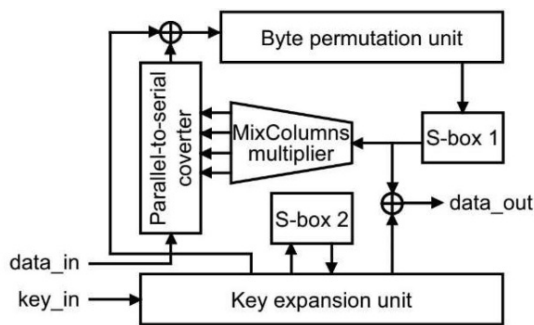 Byte permutation unit
Parallel-to-serial
coverter
MixColumns
multiplier
S-box 1
S-box 2
data_out
data_in
key_in
Key expansion unit